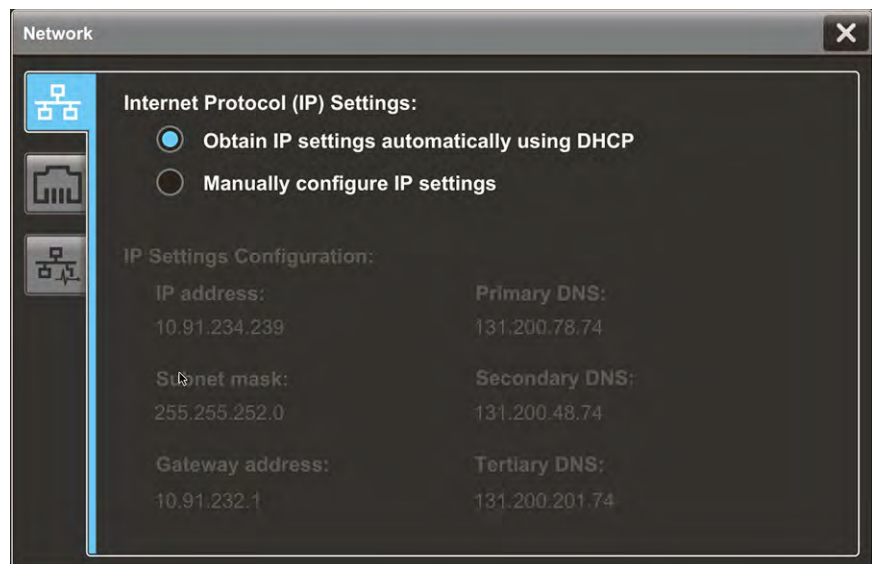 Network
Internet Protocol (IP) Settings:
Obtain IP settings automatically using DHCP
Manually configure IP settings
IP Settings Configuration:
IP address:
Primary DNS:
10.91.234.239
131.200.78.74
Subnet mask:
Secondary DNS:
255.255.252.0
131.200.48.74
Gateway address:
Tertiary DNS:
10.91.232.1
131.200.201.74